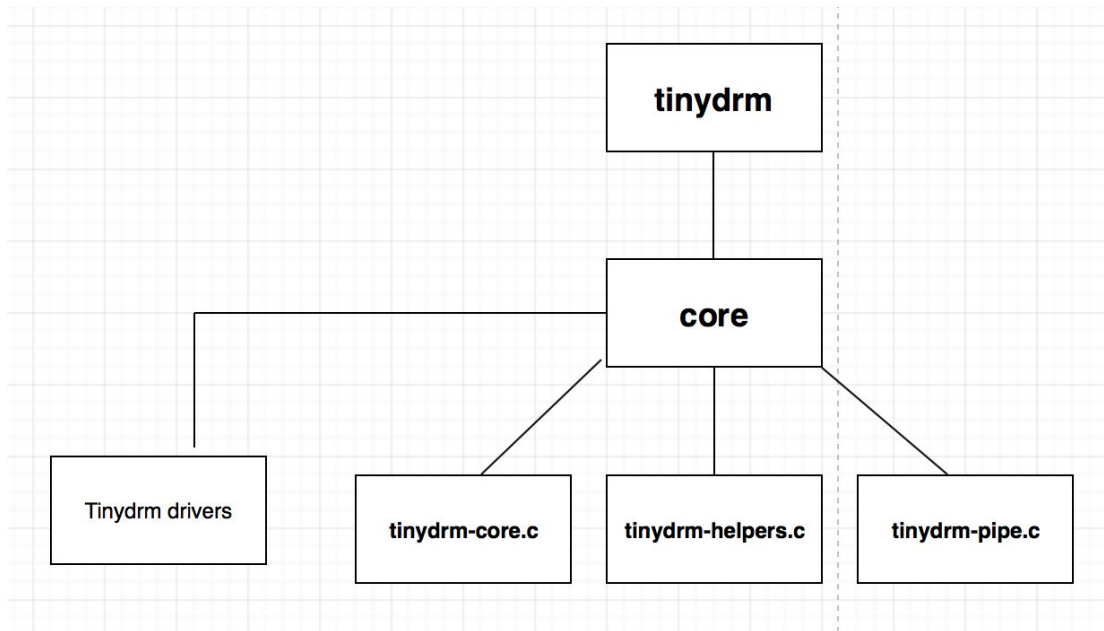 tinydrm
core
Tinydrm drivers
tinydrm-core.c
tinydrm-helpers.c
tinydrm-pipe.c